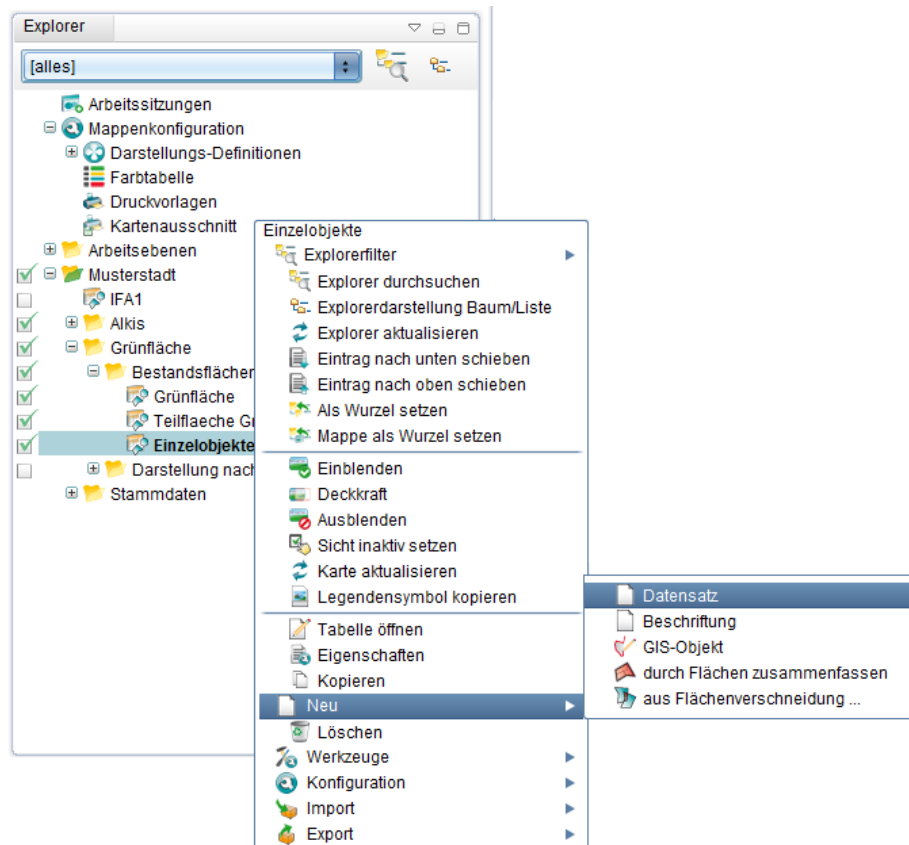 Explorer
[alles]
Arbeitssitzungen
Mappenkonfiguration
Darstellungs-Definitionen
Farbtabelle
Druckvorlagen
Kartenausschnitt
Arbeitsebenen
Musterstadt
IFA1
Alkis
Grünfläche
Bestandsflächen
Grünfläche
Teilflaeche Gr
Einzelobjekte
Darstellung nach
Stammdaten
Einzelobjekte
Explorerfilter
Explorer durchsuchen
Explorerdarstellung Baum/Liste
Explorer aktualisieren
Eintrag nach unten schieben
Eintrag nach oben schieben
Als Wurzel setzen
Mappe als Wurzel setzen
Einblenden
Deckkraft
Ausblenden
Sicht inaktiv setzen
Karte aktualisieren
Legendensymbol kopieren
Tabelle öffnen
Eigenschaften
Kopieren
Neu
Löschen
Werkzeuge
Konfiguration
Import
Export
Datensatz
Beschriftung
GIS-Objekt
durch Flächen zusammenfassen
aus Flächenverschneidung ...